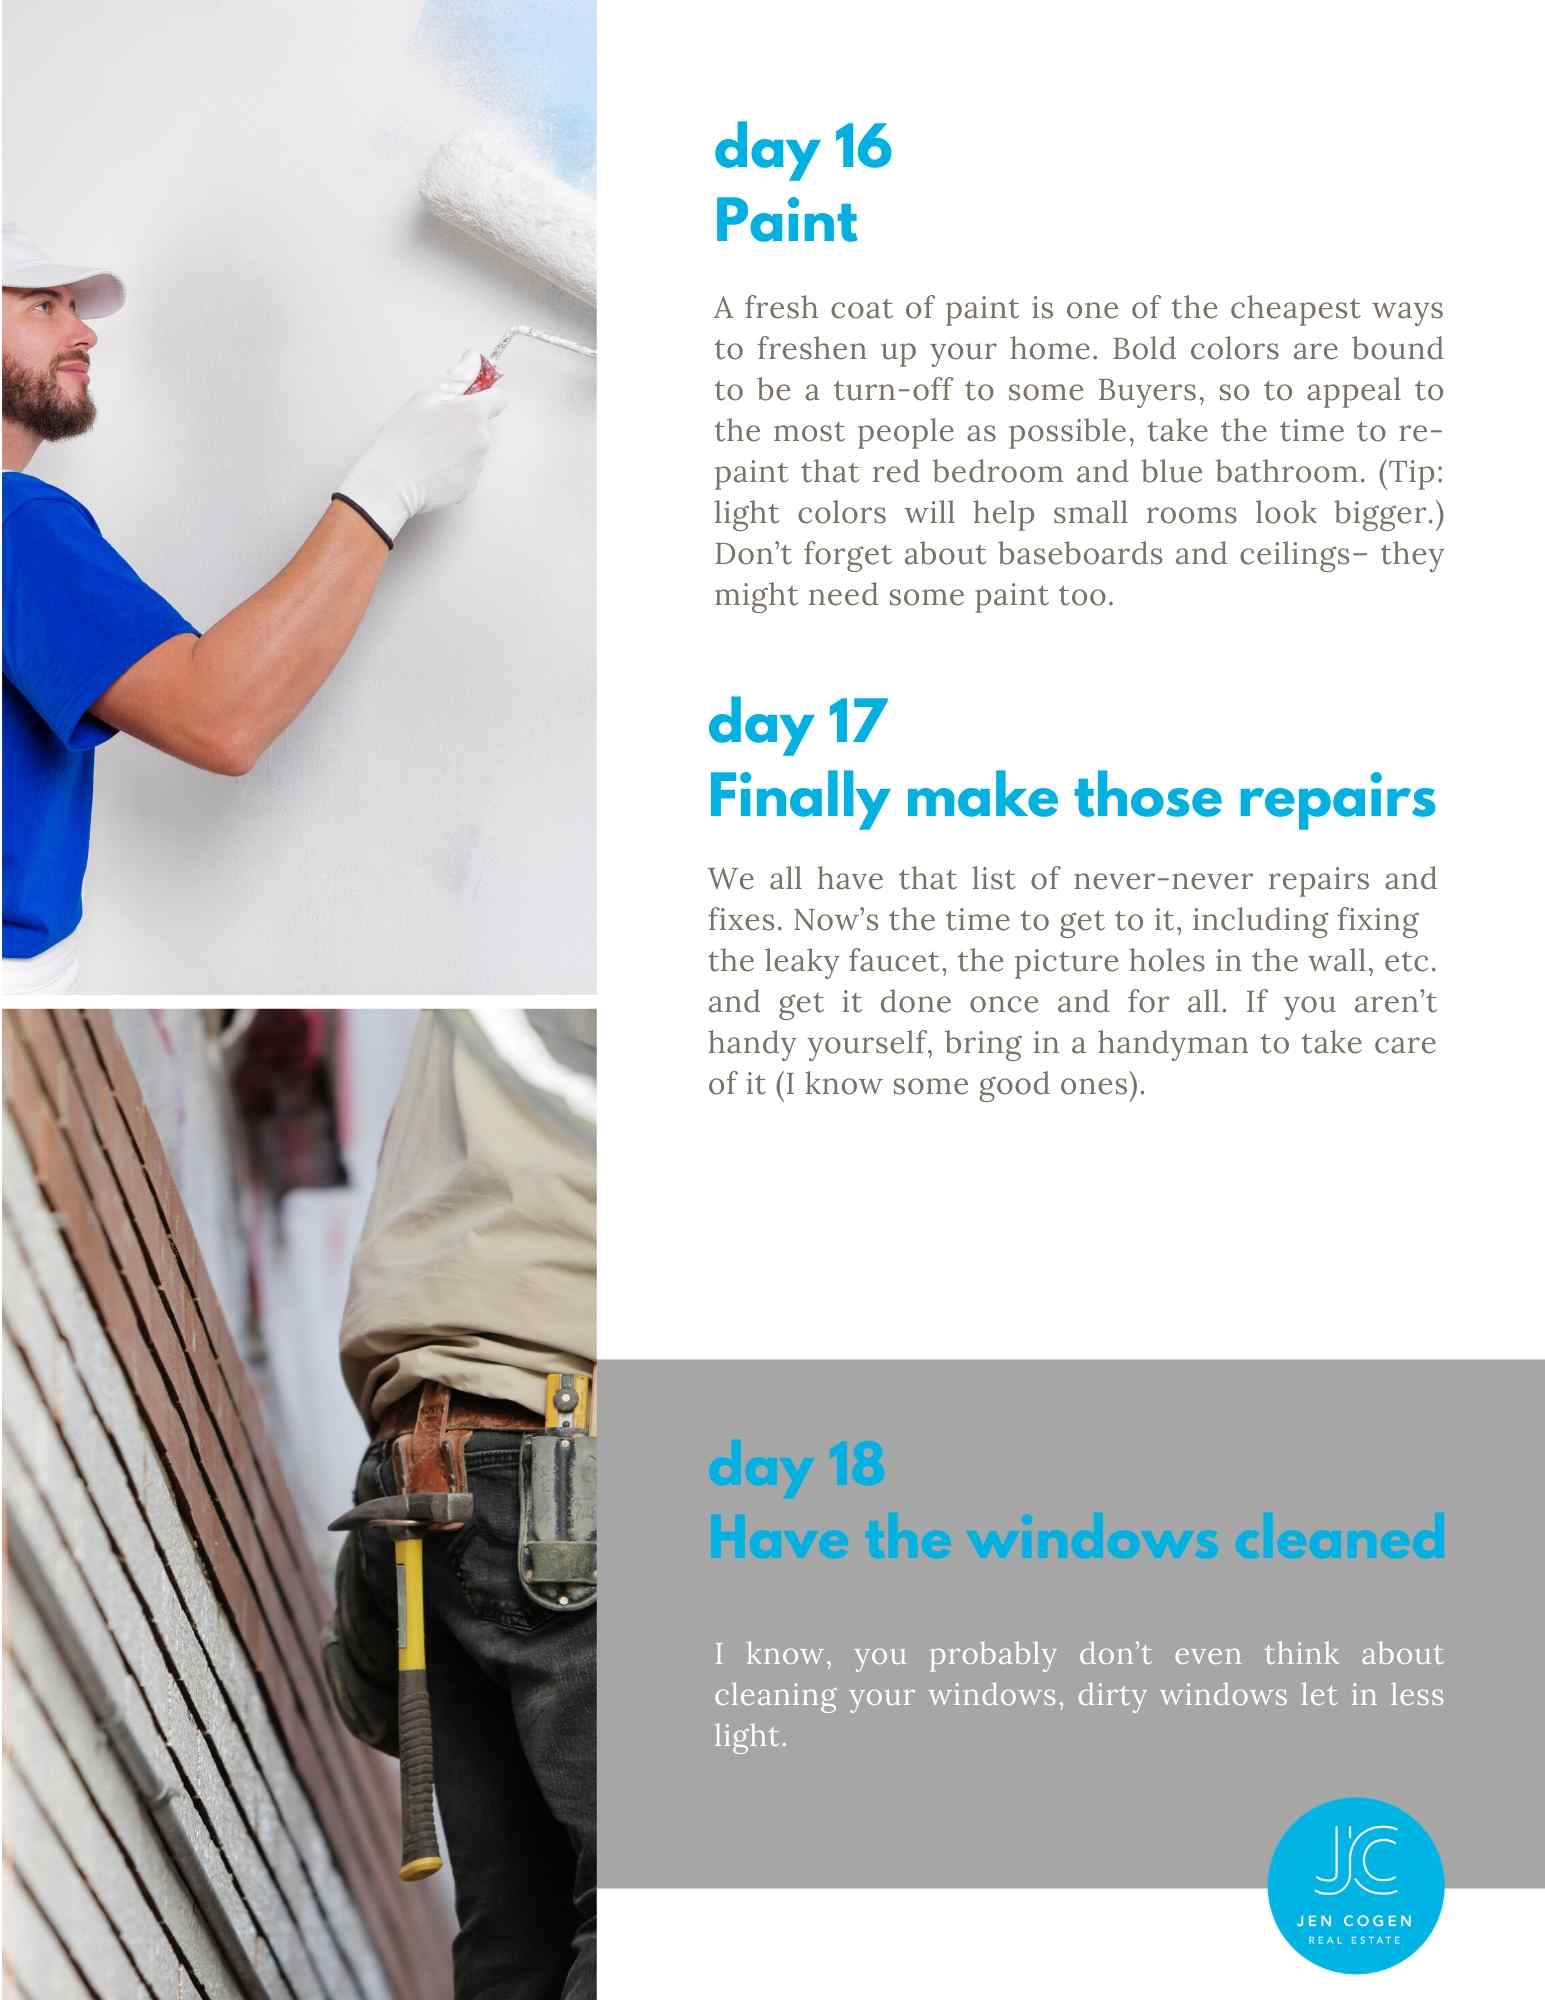 day 16
Paint
A fresh coat of paint is one of the cheapest ways
to freshen up your home. Bold colors are bound
to be a turn-off to some Buyers, so to appeal to
the most people as possible, take the time to re-
paint that red bedroom and blue bathroom. (Tip:
light colors will help small rooms look bigger.)
Don’t forget about baseboards and ceilings– they
might need some paint too.
day 17
Finally make those repairs
We all have that list of never-never repairs and
fixes. Now’s the time to get to it, including fixing
the leaky faucet, the picture holes in the wall, etc.
and get it done once and for all. If you aren’t
handy yourself, bring in a handyman to take care
of it (I know some good ones).
day 18
Have the windows cleaned
I know, you probably don’t even think about
cleaning your windows, dirty windows let in less
light.
JC
JEN COGEN
REAL ESTATE